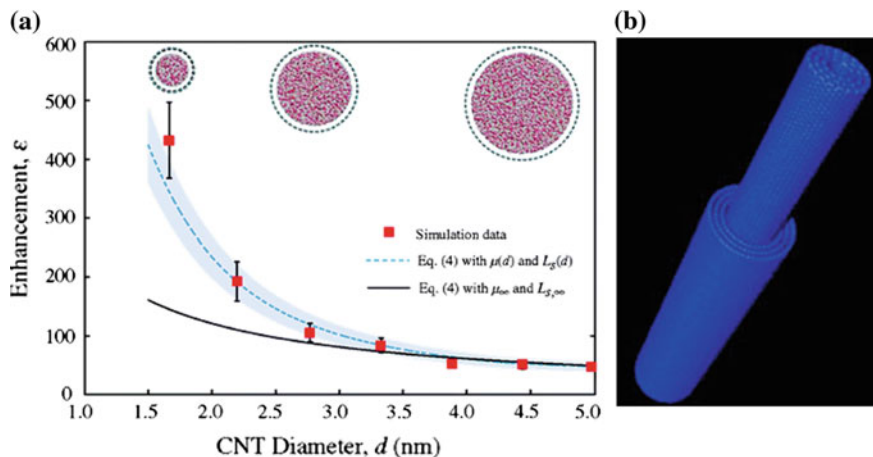 (a)
600
500
400
300
200
100
0
Enhancement, ε
Simulation data
Eq. (4) with μ(d) and L_S(d)
Eq. (4) with μ∞ and L_S,∞
1.0 1.5 2.0 2.5 3.0 3.5 4.0 4.5 5.0
CNT Diameter, d (nm)
(b)